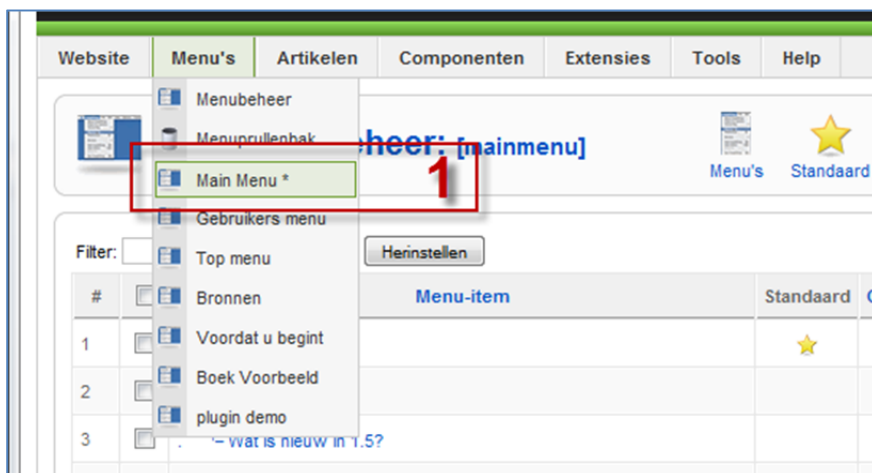 Website Menu's Artikelen Componenten Extensies Tools Help
Menubeheer
Menuprullenbak
heer: [mainmenu]
Menu's Standaard
Main Menu *
1
Gebruikers menu
Filter: Herinstellen
Top menu
# Menu-item Standaard
Bronnen
1
Voordat u begint
2
Boek Voorbeeld
plugin demo
3 Wat is nieuw in 1.5?